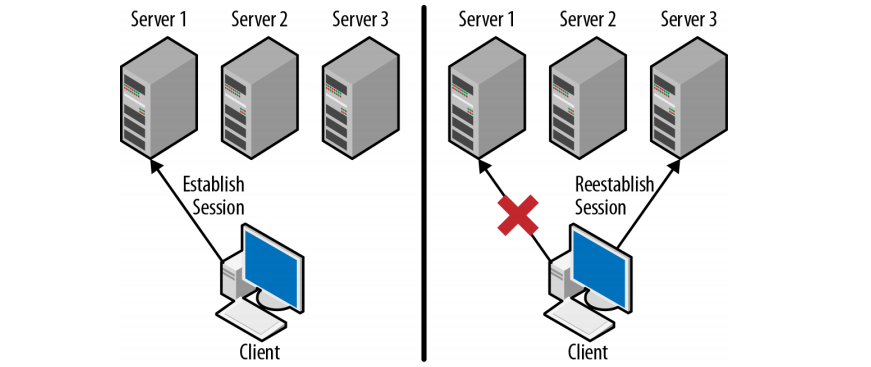 Server 1 Server 2 Server 3
Establish
Session
Client
Server 1 Server 2 Server 3
Reestablish
Session
Client